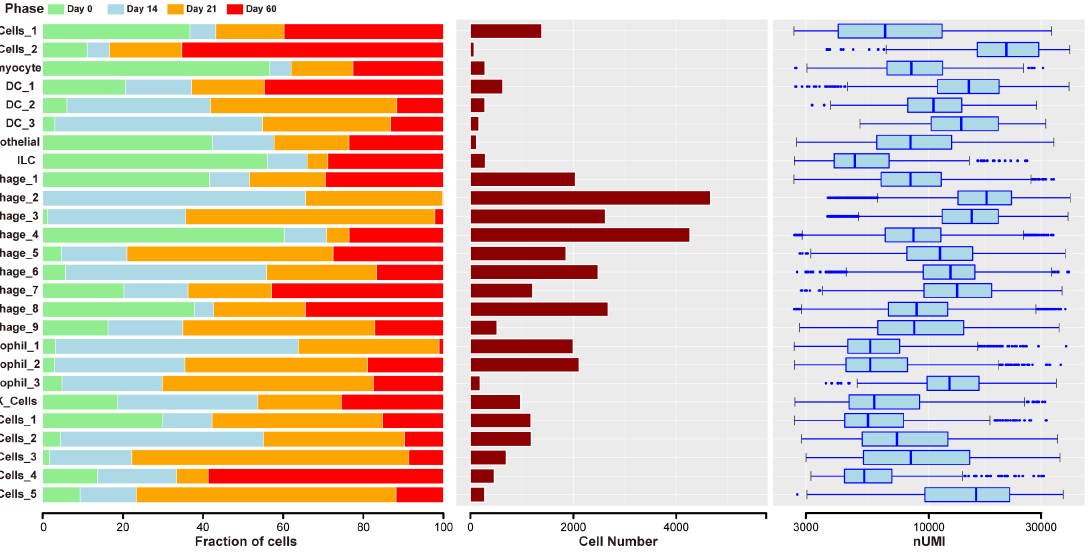 Phase Day 0 Day 14 Day 21 Day 60
Cells_1
Cells_2
myocyte
DC_1
DC_2
DC_3
othelial
ILC
hage_1
hage_2
hage_3
hage_4
hage_5
hage_6
hage_7
hage_8
hage_9
ophil_1
ophil_2
ophil_3
K_Cells
Cells_1
Cells_2
Cells_3
Cells_4
Cells_5
0 20 40 60 80 100
Fraction of cells
0 2000 4000
Cell Number
3000 10000 30000
nUMI